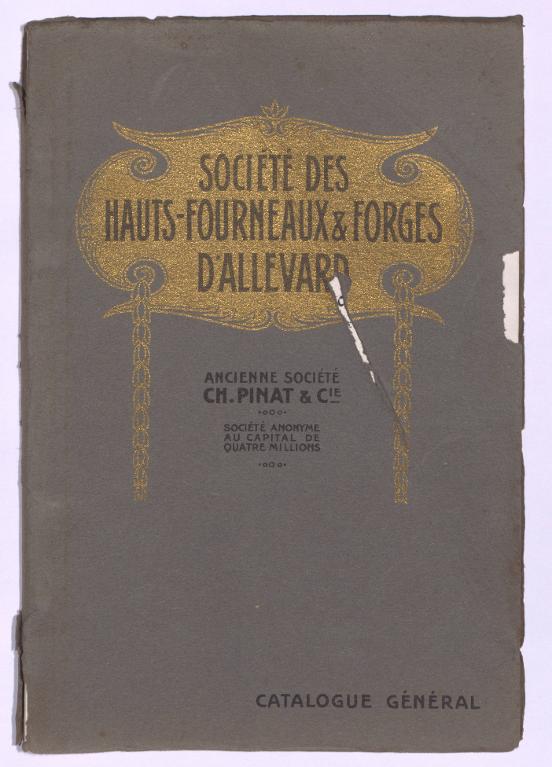 SOCIÉTÉ DES
HAUTS-FOURNEAUX & FORGES
D'ALLEVARD
ANCIENNE SOCIÉTÉ
CH. PINAT & CIE
SOCIÉTÉ ANONYME
AU CAPITAL DE
QUATRE MILLIONS
CATALOGUE GÉNÉRAL